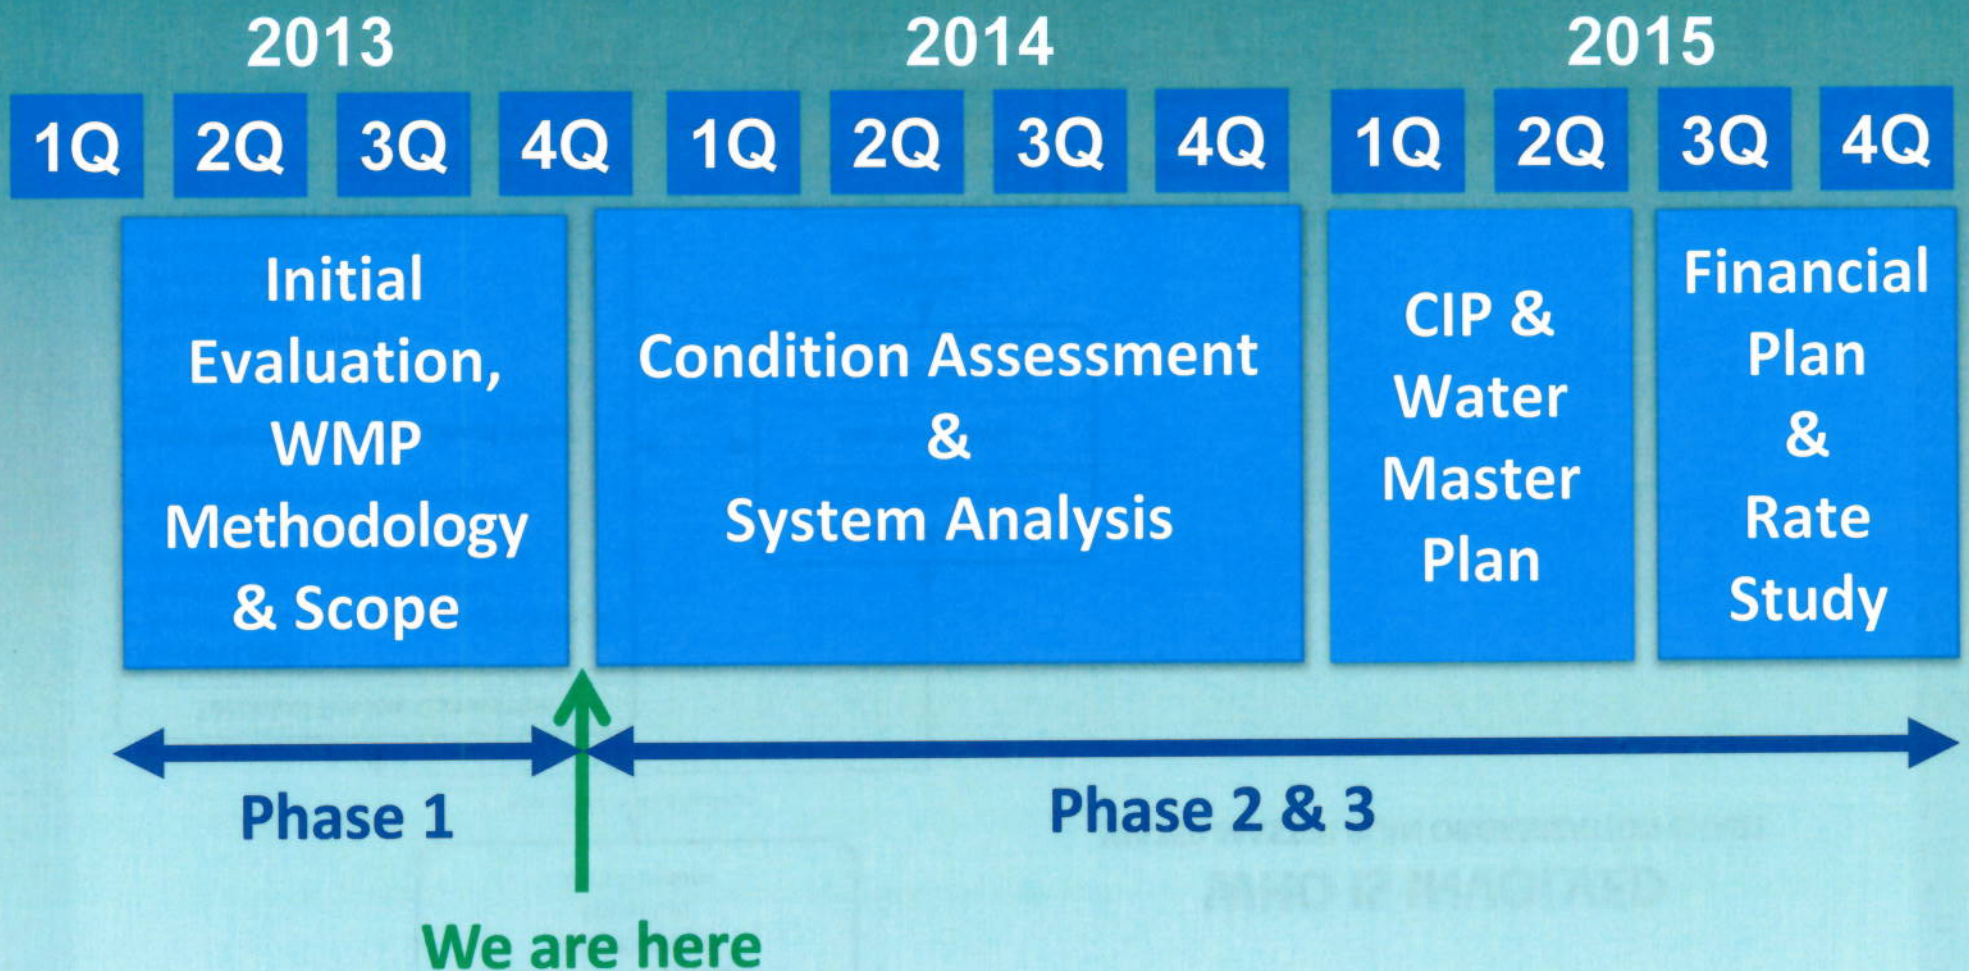 2013 2014 2015
1Q 2Q 3Q 4Q 1Q 2Q 3Q 4Q 1Q 2Q 3Q 4Q
Initial
Evaluation,
WMP
Methodology
& Scope
Condition Assessment
&
System Analysis
CIP &
Water
Master
Plan
Financial
Plan
&
Rate
Study
Phase 1
Phase 2 & 3
We are here